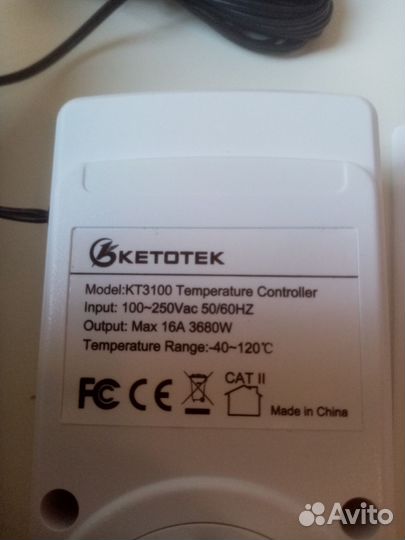 KETOTEK
Model:KT3100 Temperature Controller
Input: 100~250Vac 50/60HZ
Output: Max 16A 3680W
Temperature Range:-40~120℃
FC CE CAT II
Made in China
Avito